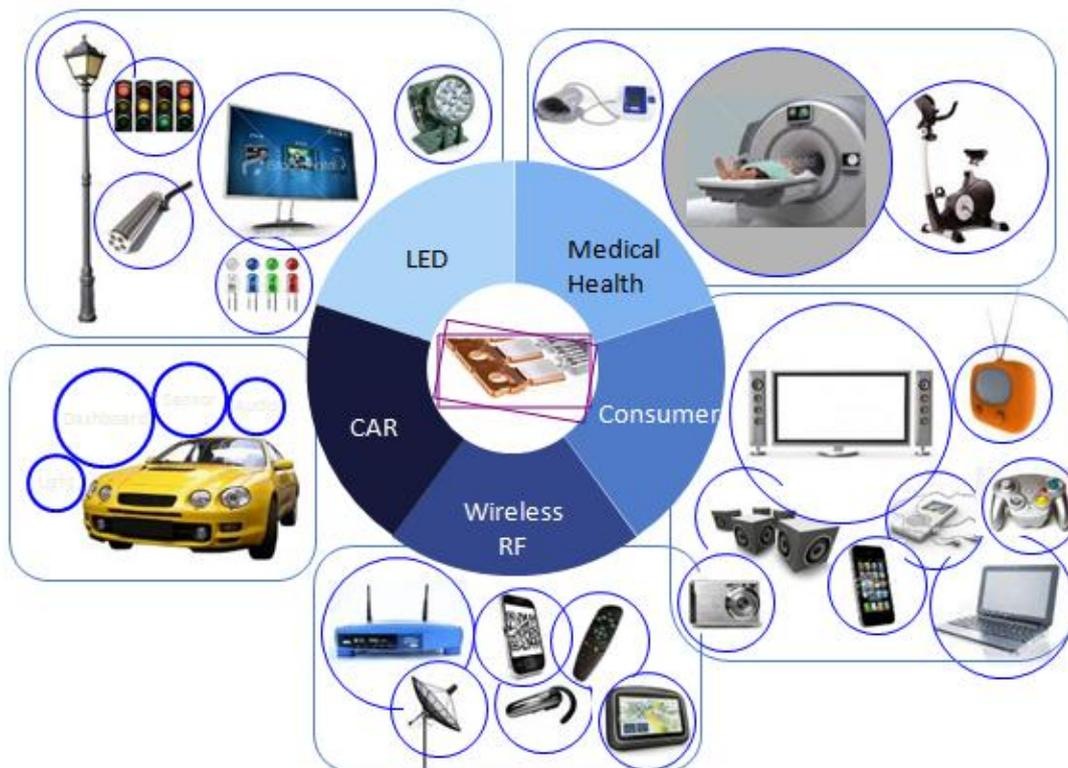 LED
Medical
Health
CAR
Consumer
Wireless
RF
Dashboard
Sensor
Audio
Light